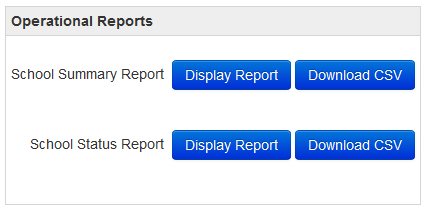 Operational Reports
School Summary Report Display Report Download CSV
School Status Report Display Report Download CSV